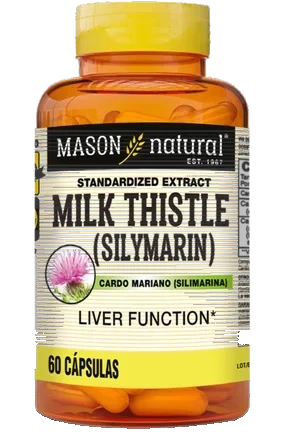 MASON natural
EST. 1967
STANDARDIZED EXTRACT
MILK THISTLE
(SILYMARIN)
CARDO MARIANO (SILIMARINA)
LIVER FUNCTION*
60 CÁPSULAS